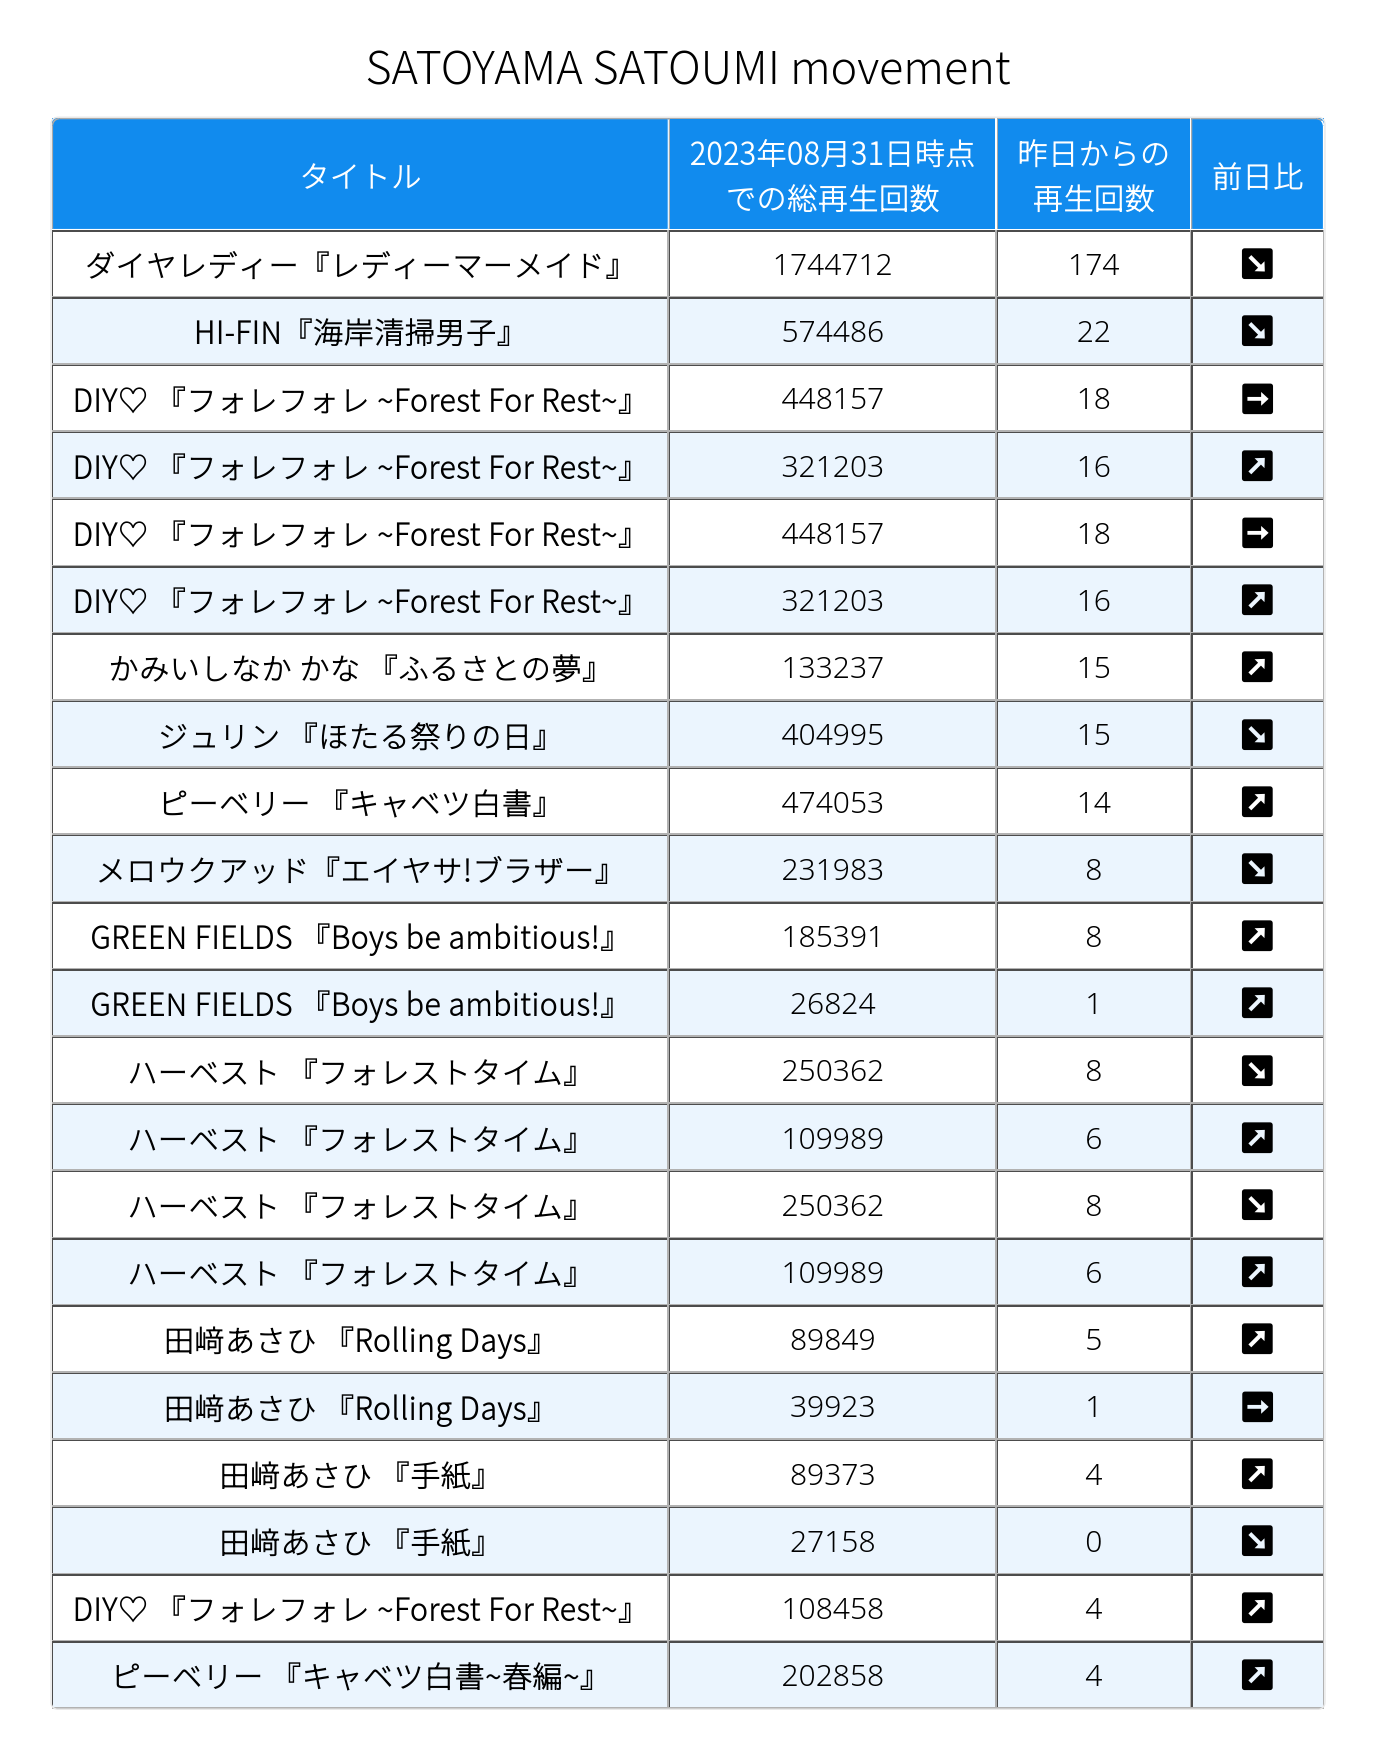 SATOYAMA SATOUMI movement
タイトル 2023年08月31日時点での総再生回数 昨日からの再生回数 前日比
ダイヤレディー『レディーマーメイド』 1744712 174 ↘
HI-FIN『海岸清掃男子』 574486 22 ↘
DIY♡ 『フォレフォレ ~Forest For Rest~』 448157 18 →
DIY♡ 『フォレフォレ ~Forest For Rest~』 321203 16 ↗
DIY♡ 『フォレフォレ ~Forest For Rest~』 448157 18 →
DIY♡ 『フォレフォレ ~Forest For Rest~』 321203 16 ↗
かみいしなか かな 『ふるさとの夢』 133237 15 ↗
ジュリン 『ほたる祭りの日』 404995 15 ↘
ピーベリー 『キャベツ白書』 474053 14 ↗
メロウクアッド『エイヤサ!ブラザー』 231983 8 ↘
GREEN FIELDS 『Boys be ambitious!』 185391 8 ↗
GREEN FIELDS 『Boys be ambitious!』 26824 1 ↗
ハーベスト 『フォレストタイム』 250362 8 ↘
ハーベスト 『フォレストタイム』 109989 6 ↗
ハーベスト 『フォレストタイム』 250362 8 ↘
ハーベスト 『フォレストタイム』 109989 6 ↗
田﨑あさひ 『Rolling Days』 89849 5 ↗
田﨑あさひ 『Rolling Days』 39923 1 →
田﨑あさひ 『手紙』 89373 4 ↗
田﨑あさひ 『手紙』 27158 0 ↘
DIY♡ 『フォレフォレ ~Forest For Rest~』 108458 4 ↗
ピーベリー 『キャベツ白書~春編~』 202858 4 ↗